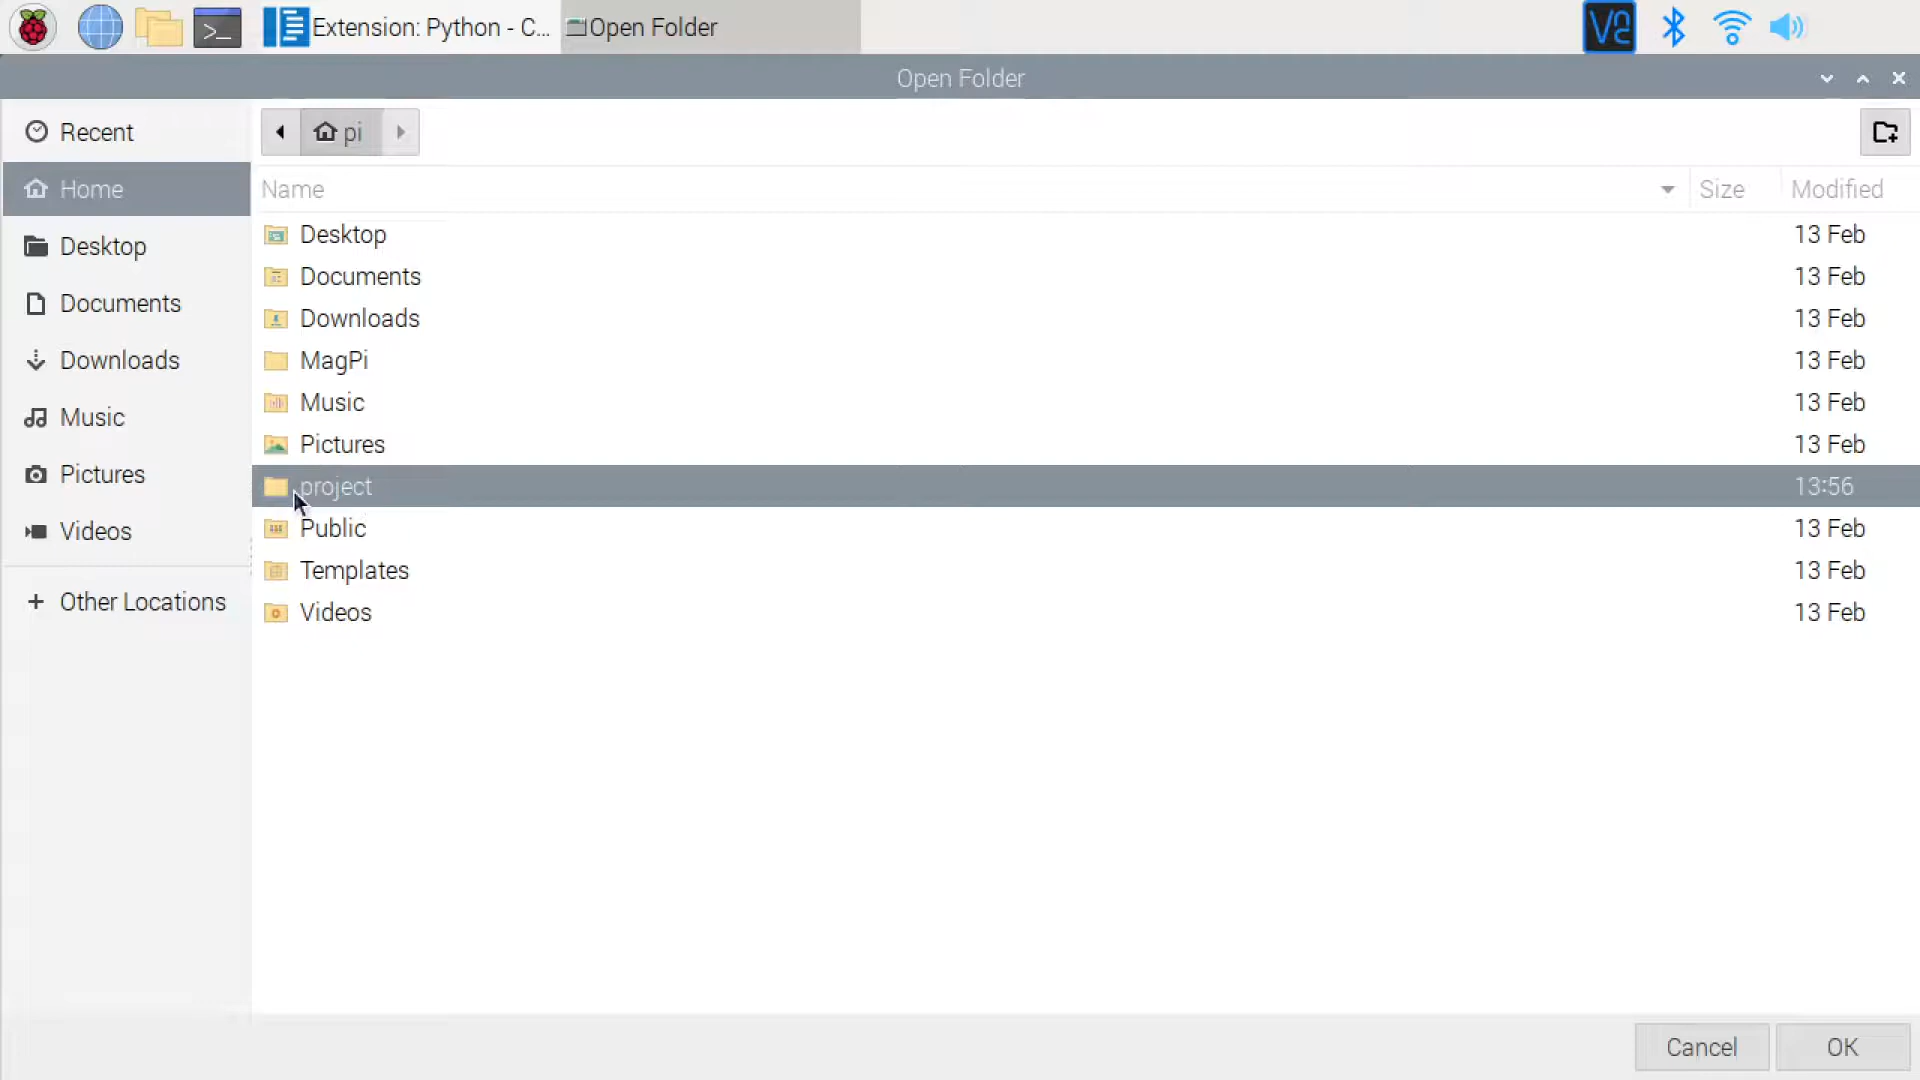 Extension: Python - C... Open Folder
Open Folder
Recent
pi
Home
Name Size Modified
Desktop
Desktop 13 Feb
Documents 13 Feb
Documents
Downloads 13 Feb
Downloads
MagPi 13 Feb
Music
Music 13 Feb
Pictures
Pictures 13 Feb
project 13:56
Videos
Public 13 Feb
Templates 13 Feb
Other Locations
Videos 13 Feb
Cancel OK